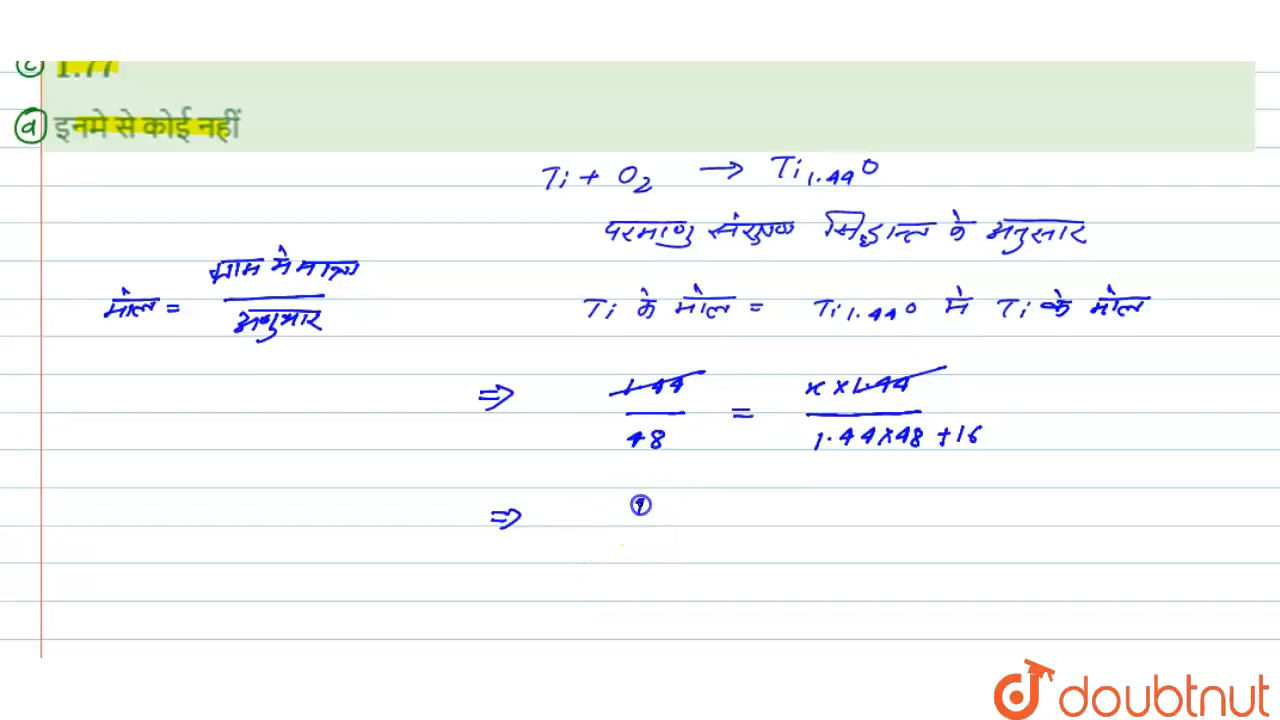 c 1.77
d इनमे से कोई नहीं
Ti + O2 → Ti1.44O
परमाणु संरक्षण सिद्धान्त के अनुसार
मोल = ग्राम मे मात्रा / अणुभार
Ti के मोल = Ti1.44O मे Ti के मोल
⇒ 1.44 / 48 = x × 1.44 / 1.44 × 48 + 16
⇒
doubtnut